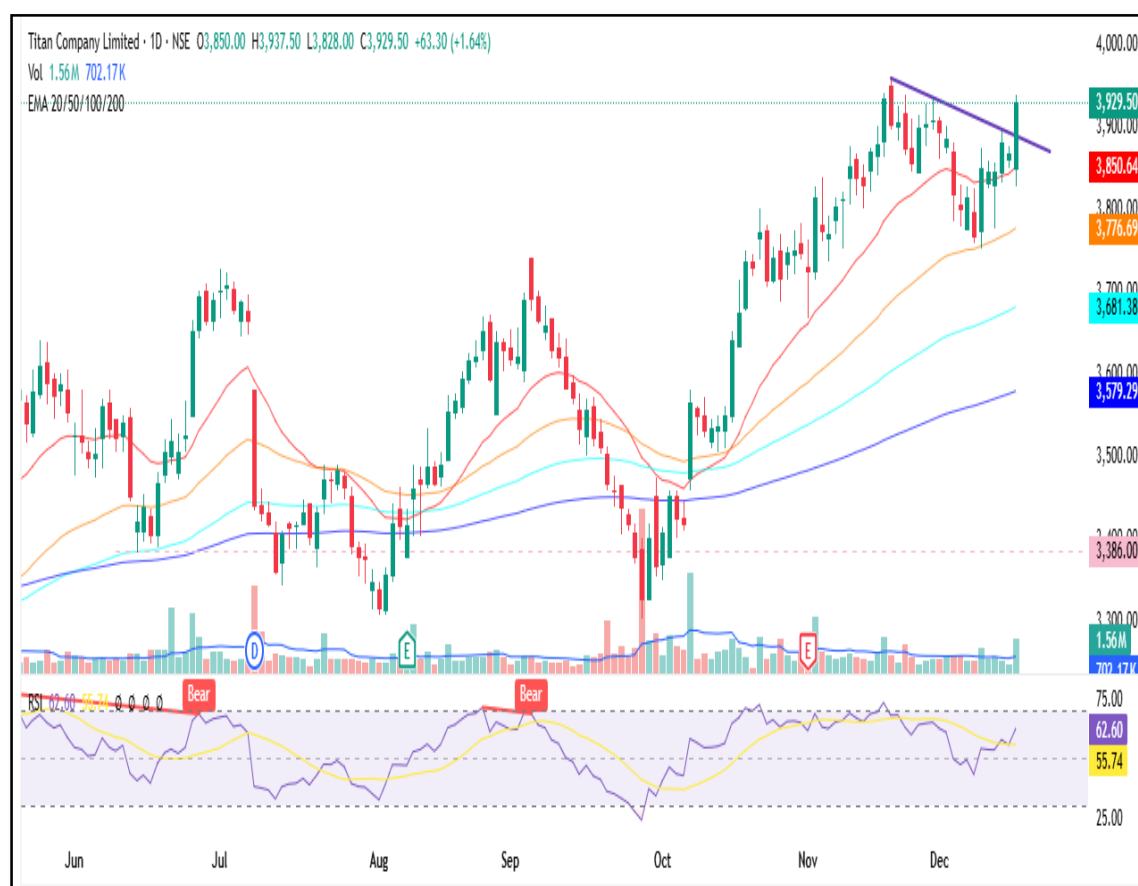 Titan Company Limited · 1D · NSE O3,850.00 H3,937.50 L3,828.00 C3,929.50 +63.30 (+1.64%)
Vol 1.56M 702.17K
EMA 20/50/100/200
4,000.00
3,929.50
3,900.00
3,850.64
3,800.00
3,776.69
3,700.00
3,681.38
3,600.00
3,579.29
3,500.00
3,400.00
3,386.00
3,300.00
1.56M
702.17K
D
E
E
RSI 62.60 55.74 Ø Ø Ø Ø
Bear
Bear
75.00
62.60
55.74
25.00
Jun Jul Aug Sep Oct Nov Dec